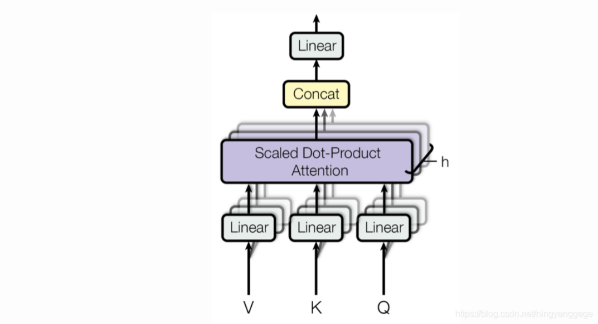 Linear
Concat
Scaled Dot-Product
Attention
h
Linear
Linear
Linear
V
K
Q